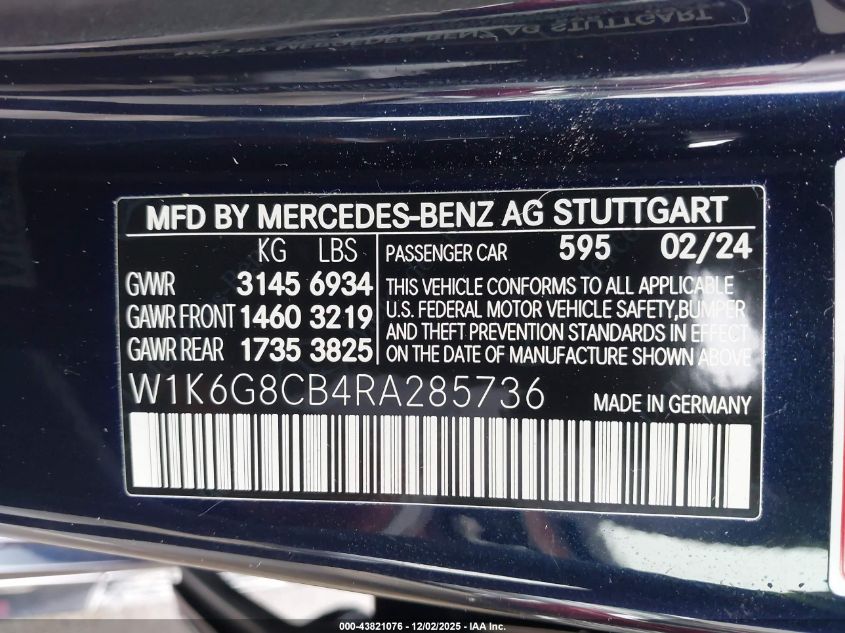 MFD BY MERCEDES-BENZ AG STUTTGART
KG LBS
GVWR 3145 6934
GAWR FRONT 1460 3219
GAWR REAR 1735 3825
PASSENGER CAR 595 02/24
THIS VEHICLE CONFORMS TO ALL APPLICABLE
U.S. FEDERAL MOTOR VEHICLE SAFETY, BUMPER
AND THEFT PREVENTION STANDARDS IN EFFECT
ON THE DATE OF MANUFACTURE SHOWN ABOVE
W1K6G8CB4RA285736
MADE IN GERMANY
000-43821076 - 12/02/2025 - IAA Inc.